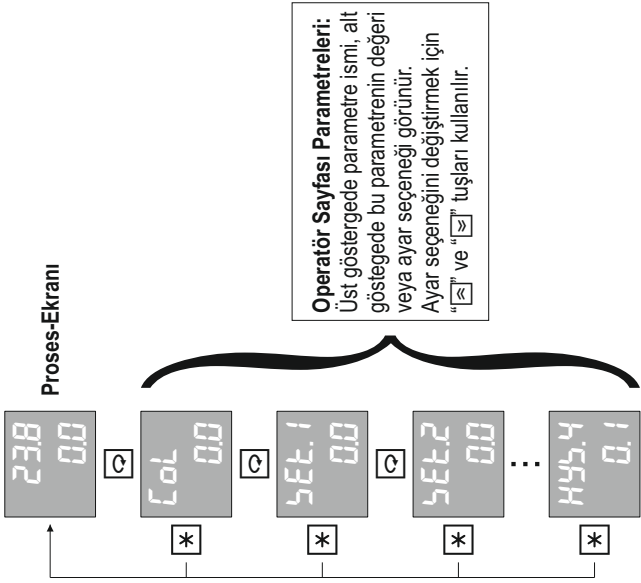 Proses-Ekranı
23.8
0.0
CoL
0.0
SEt.1
0.0
SEt.2
0.0
...
HYS.4
0.1
Operatör Sayfası Parametreleri:
Üst göstergede parametre ismi, alt
göstegede bu parametrenin değeri
veya ayar seçeneği görünür.
Ayar seçeneğini değiştirmek için
“⌃” ve “⌄” tuşları kullanılır.